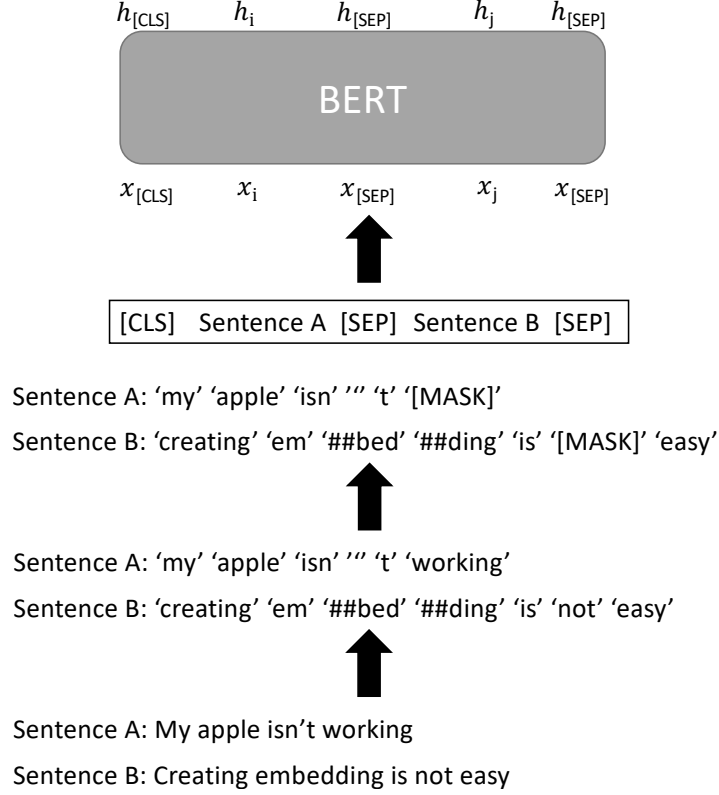 h[CLS] hi h[SEP] hj h[SEP]
BERT
x[CLS] xi x[SEP] xj x[SEP]
[CLS] Sentence A [SEP] Sentence B [SEP]
Sentence A: ‘my’ ‘apple’ ‘isn’ ’‘’ ‘t’ ‘[MASK]’
Sentence B: ‘creating’ ‘em’ ‘##bed’ ‘##ding’ ‘is’ ‘[MASK]’ ‘easy’
Sentence A: ‘my’ ‘apple’ ‘isn’ ’‘’ ‘t’ ‘working’
Sentence B: ‘creating’ ‘em’ ‘##bed’ ‘##ding’ ‘is’ ‘not’ ‘easy’
Sentence A: My apple isn’t working
Sentence B: Creating embedding is not easy